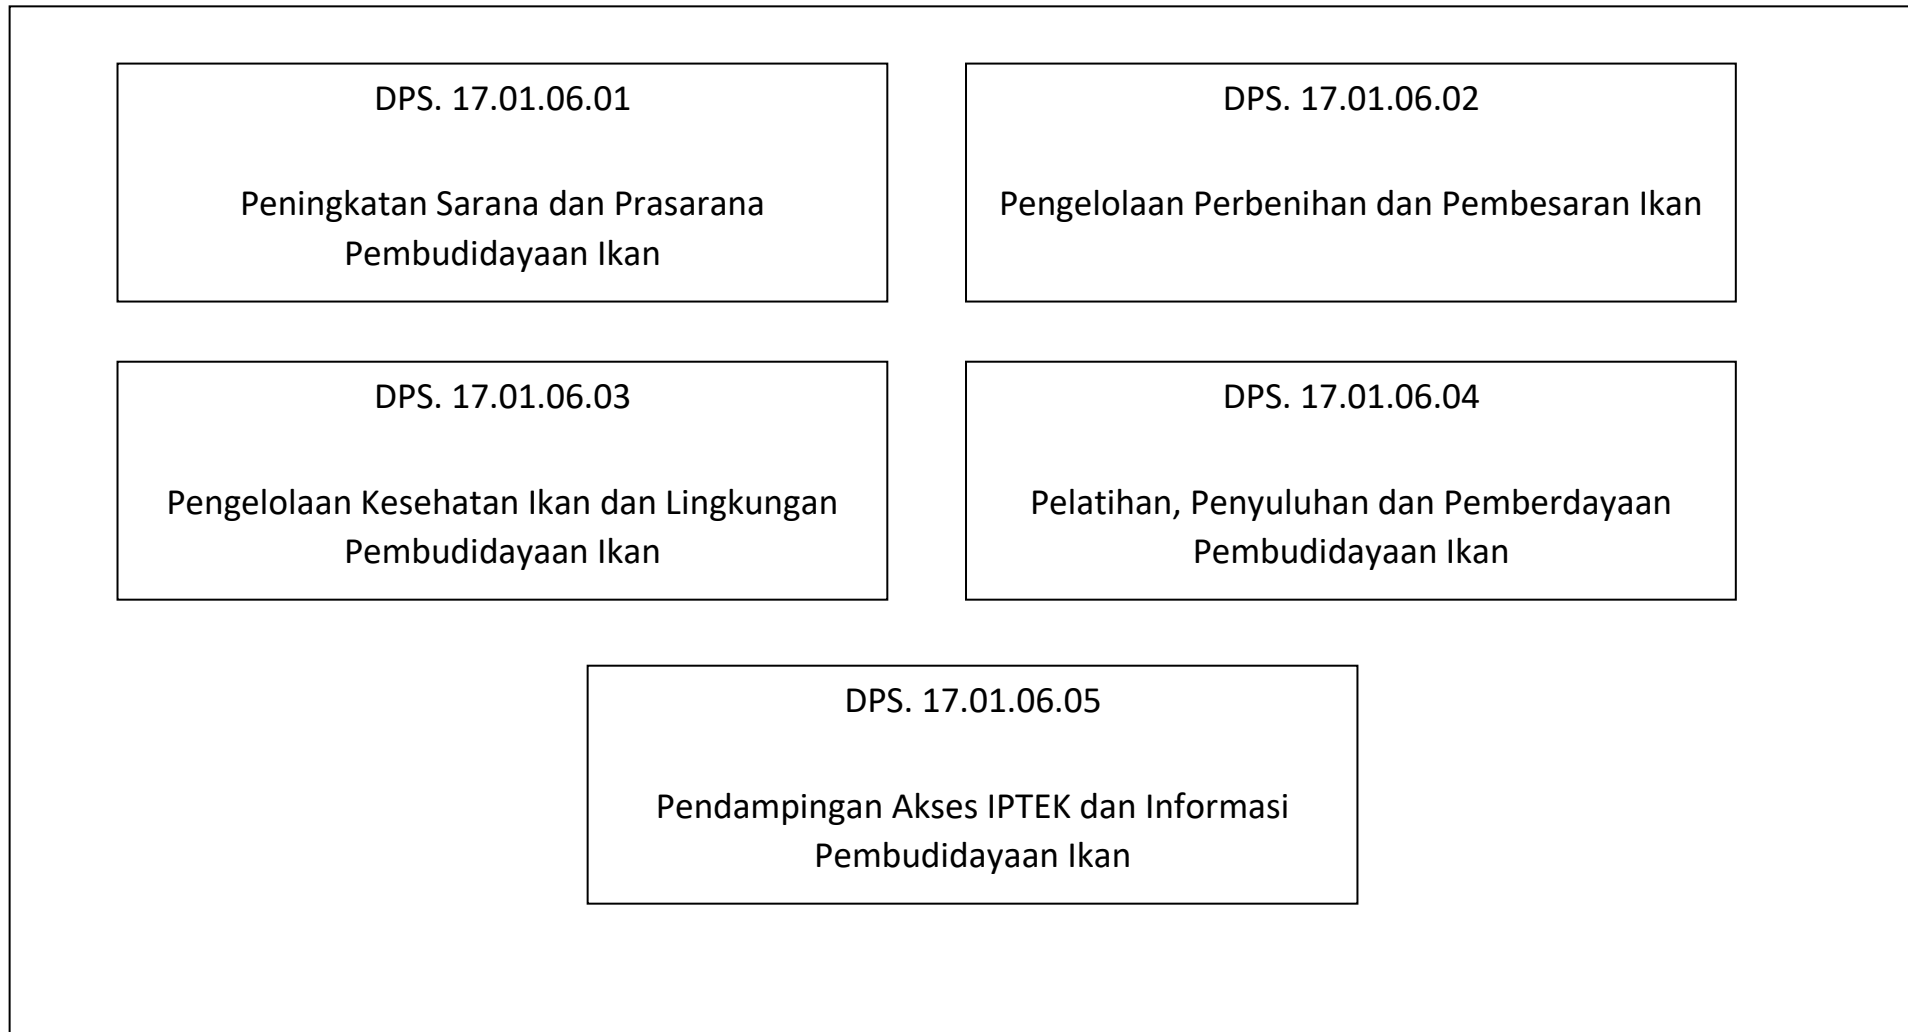 DPS. 17.01.06.01
Peningkatan Sarana dan Prasarana
Pembudidayaan Ikan
DPS. 17.01.06.02
Pengelolaan Perbenihan dan Pembesaran Ikan
DPS. 17.01.06.03
Pengelolaan Kesehatan Ikan dan Lingkungan
Pembudidayaan Ikan
DPS. 17.01.06.04
Pelatihan, Penyuluhan dan Pemberdayaan
Pembudidayaan Ikan
DPS. 17.01.06.05
Pendampingan Akses IPTEK dan Informasi
Pembudidayaan Ikan